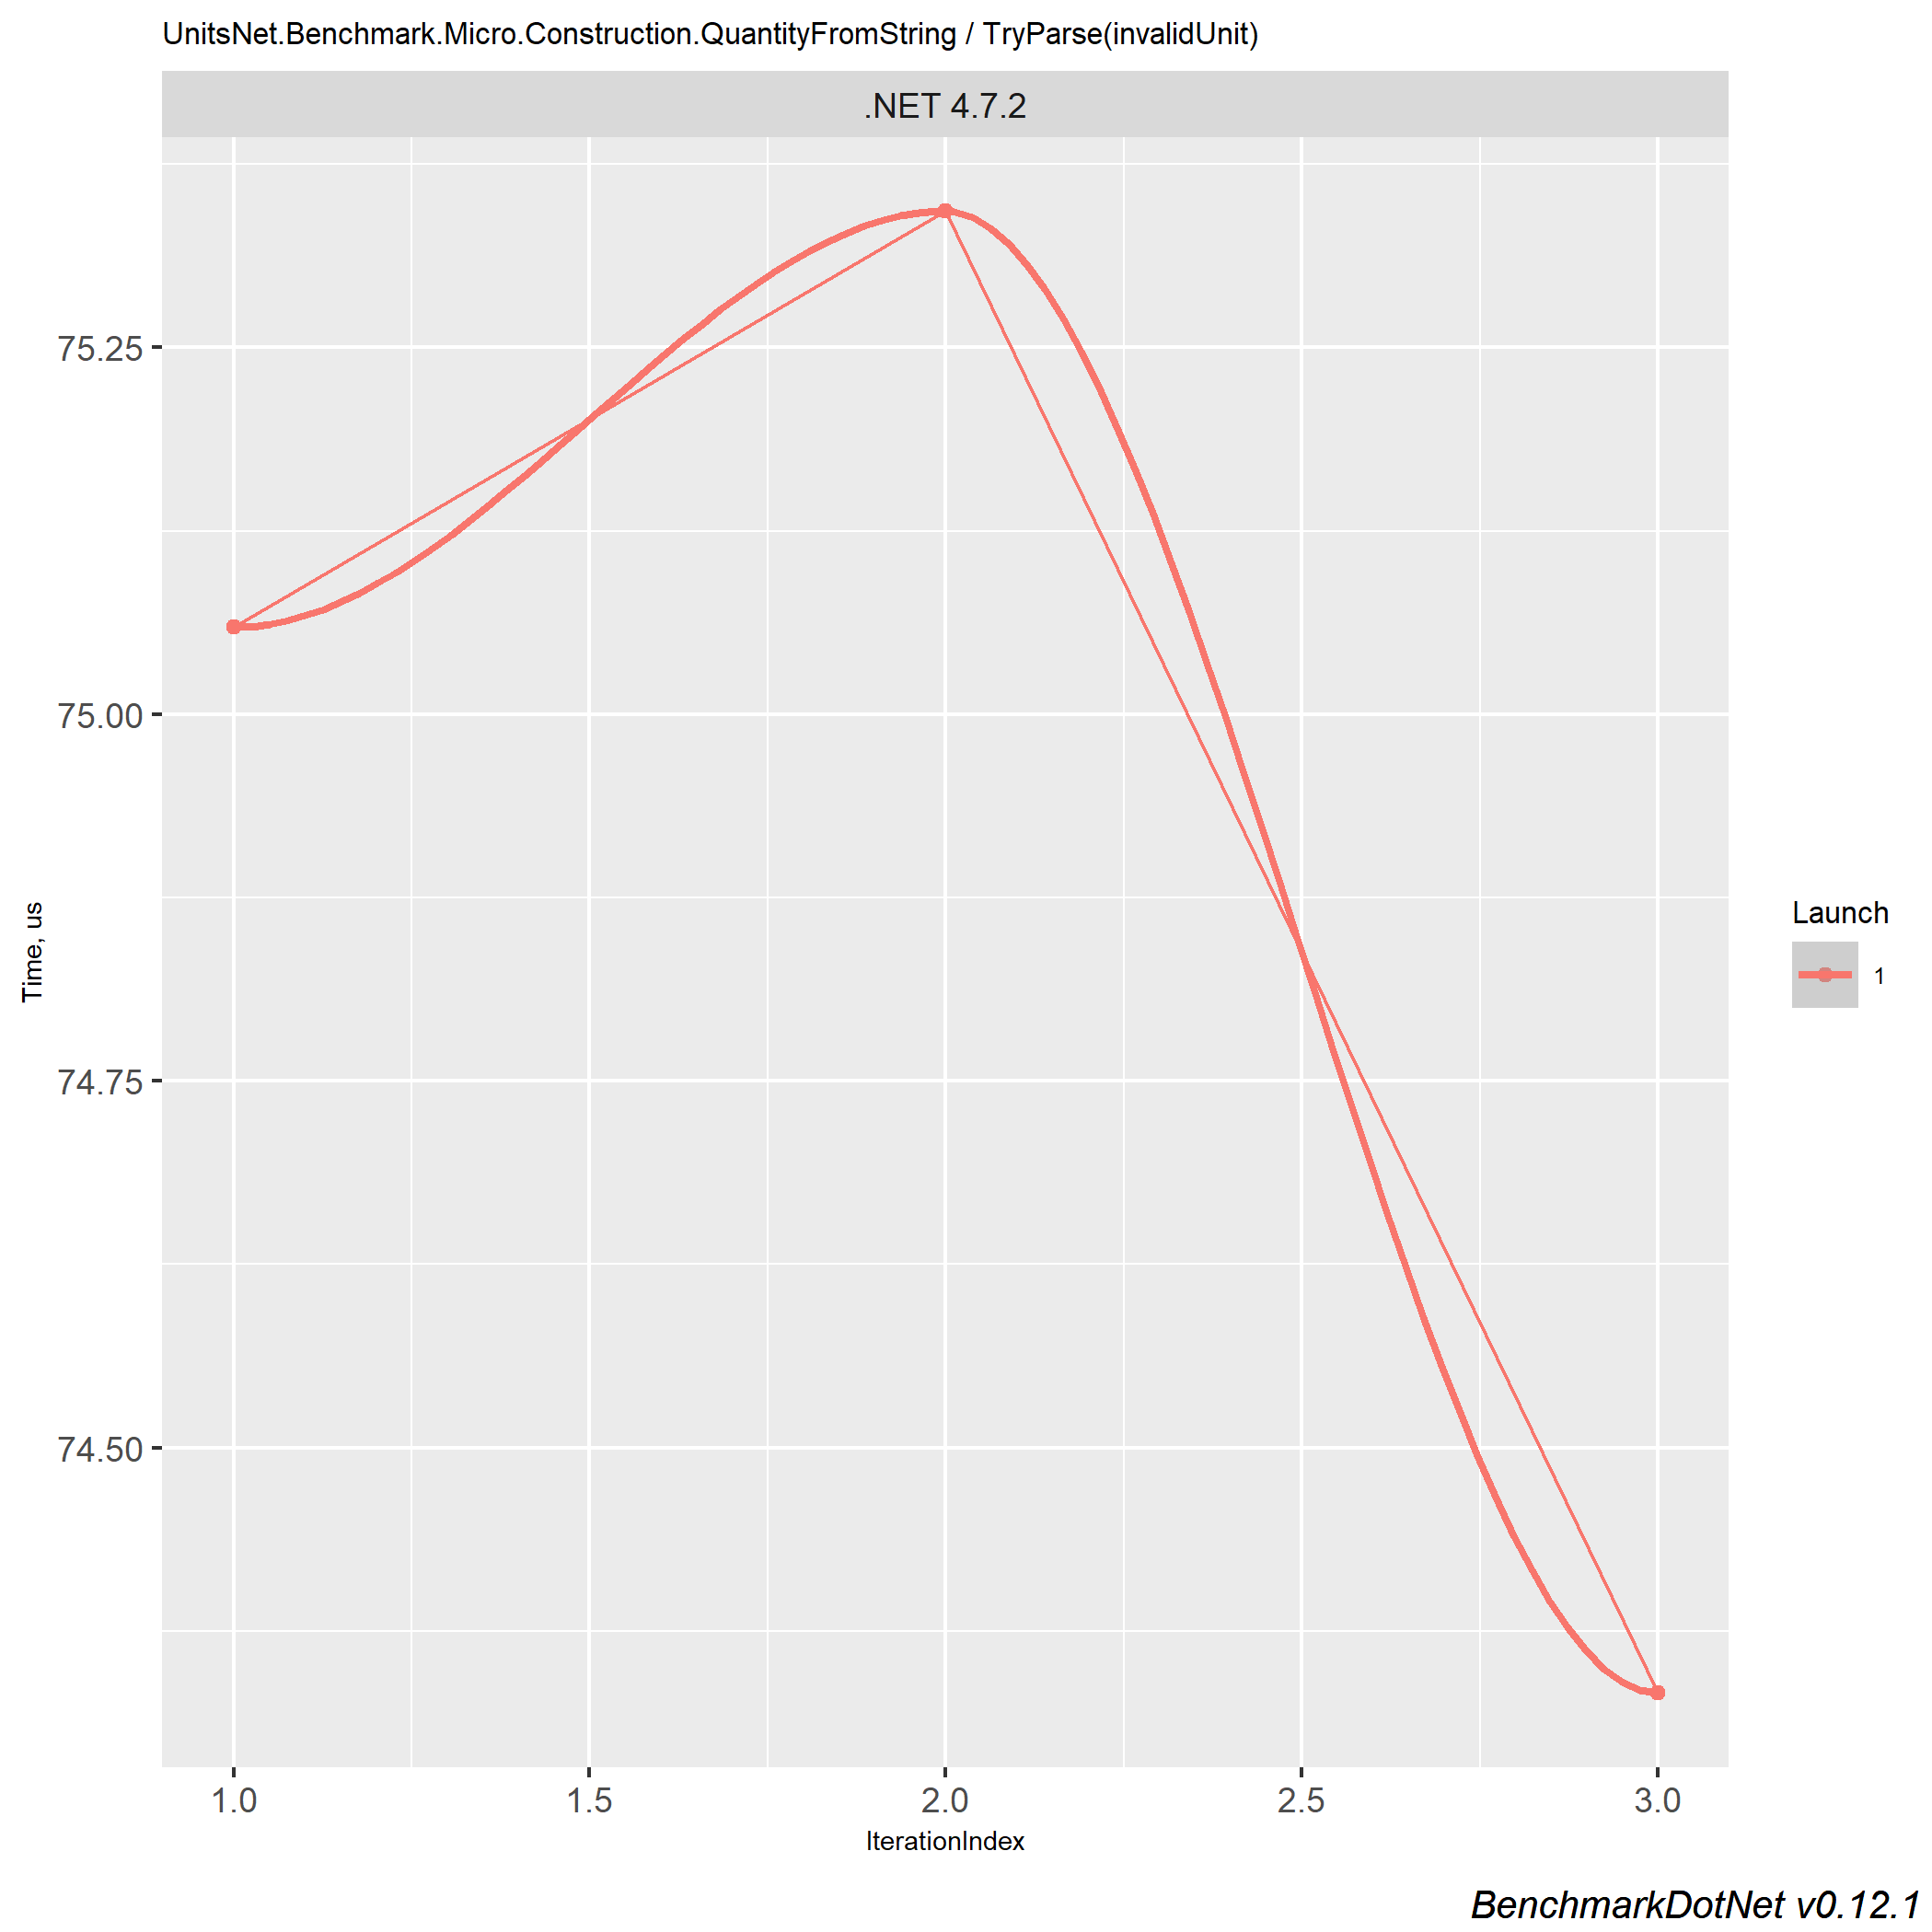 UnitsNet.Benchmark.Micro.Construction.QuantityFromString / TryParse(invalidUnit)
.NET 4.7.2
75.25
75.00
74.75
74.50
Time, us
1.0 1.5 2.0 2.5 3.0
IterationIndex
Launch
1
BenchmarkDotNet v0.12.1